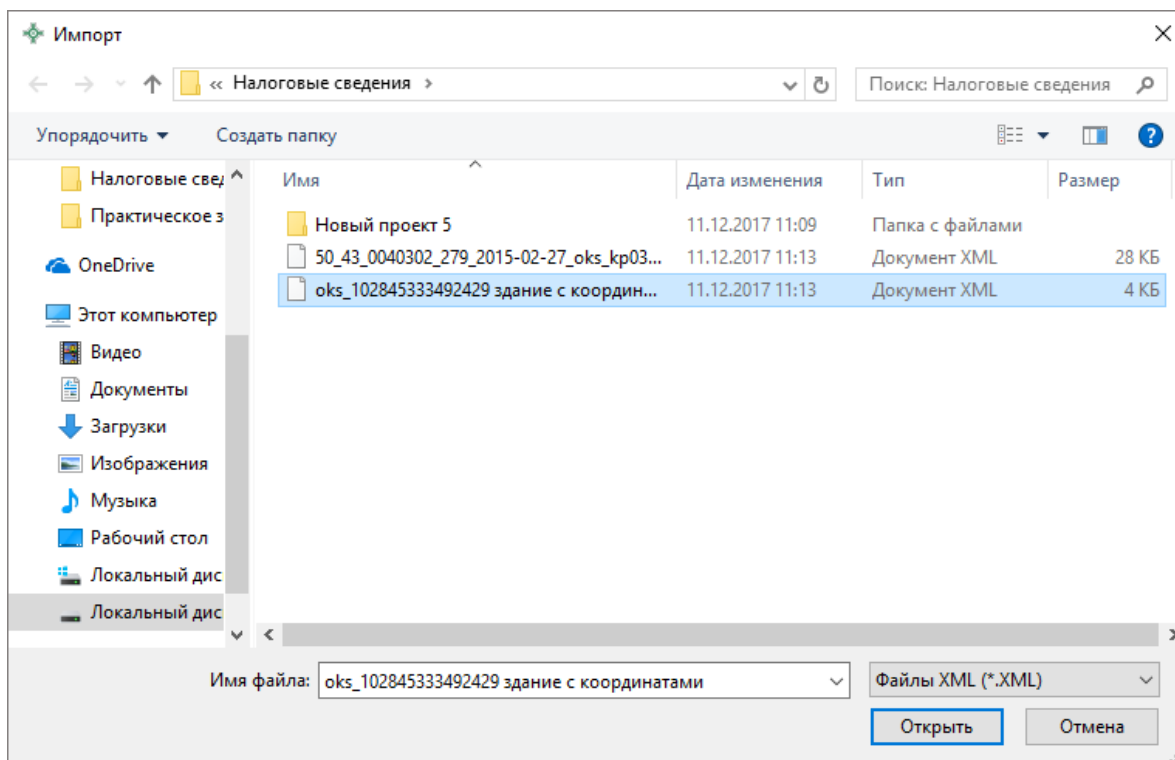 Импорт
« Налоговые сведения
Поиск: Налоговые сведения
Упорядочить Создать папку
Налоговые свед
Практическое з
OneDrive
Этот компьютер
Видео
Документы
Загрузки
Изображения
Музыка
Рабочий стол
Локальный дис
Локальный дис
Имя Дата изменения Тип Размер
Новый проект 5 11.12.2017 11:09 Папка с файлами
50_43_0040302_279_2015-02-27_oks_kp03... 11.12.2017 11:13 Документ XML 28 КБ
oks_102845333492429 здание с координ... 11.12.2017 11:13 Документ XML 4 КБ
Имя файла: oks_102845333492429 здание с координатами
Файлы XML (*.XML)
Открыть Отмена